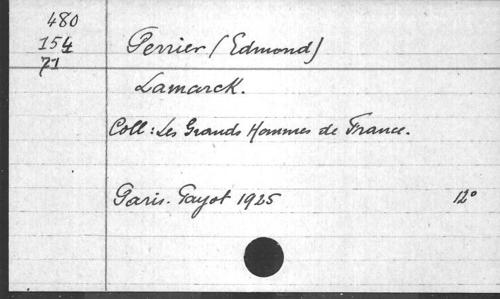 480
154
71
Perrier (Edmond)
Lamarck.
Coll: Les Grands Hommes de France.
Paris. Payot 1925 12°